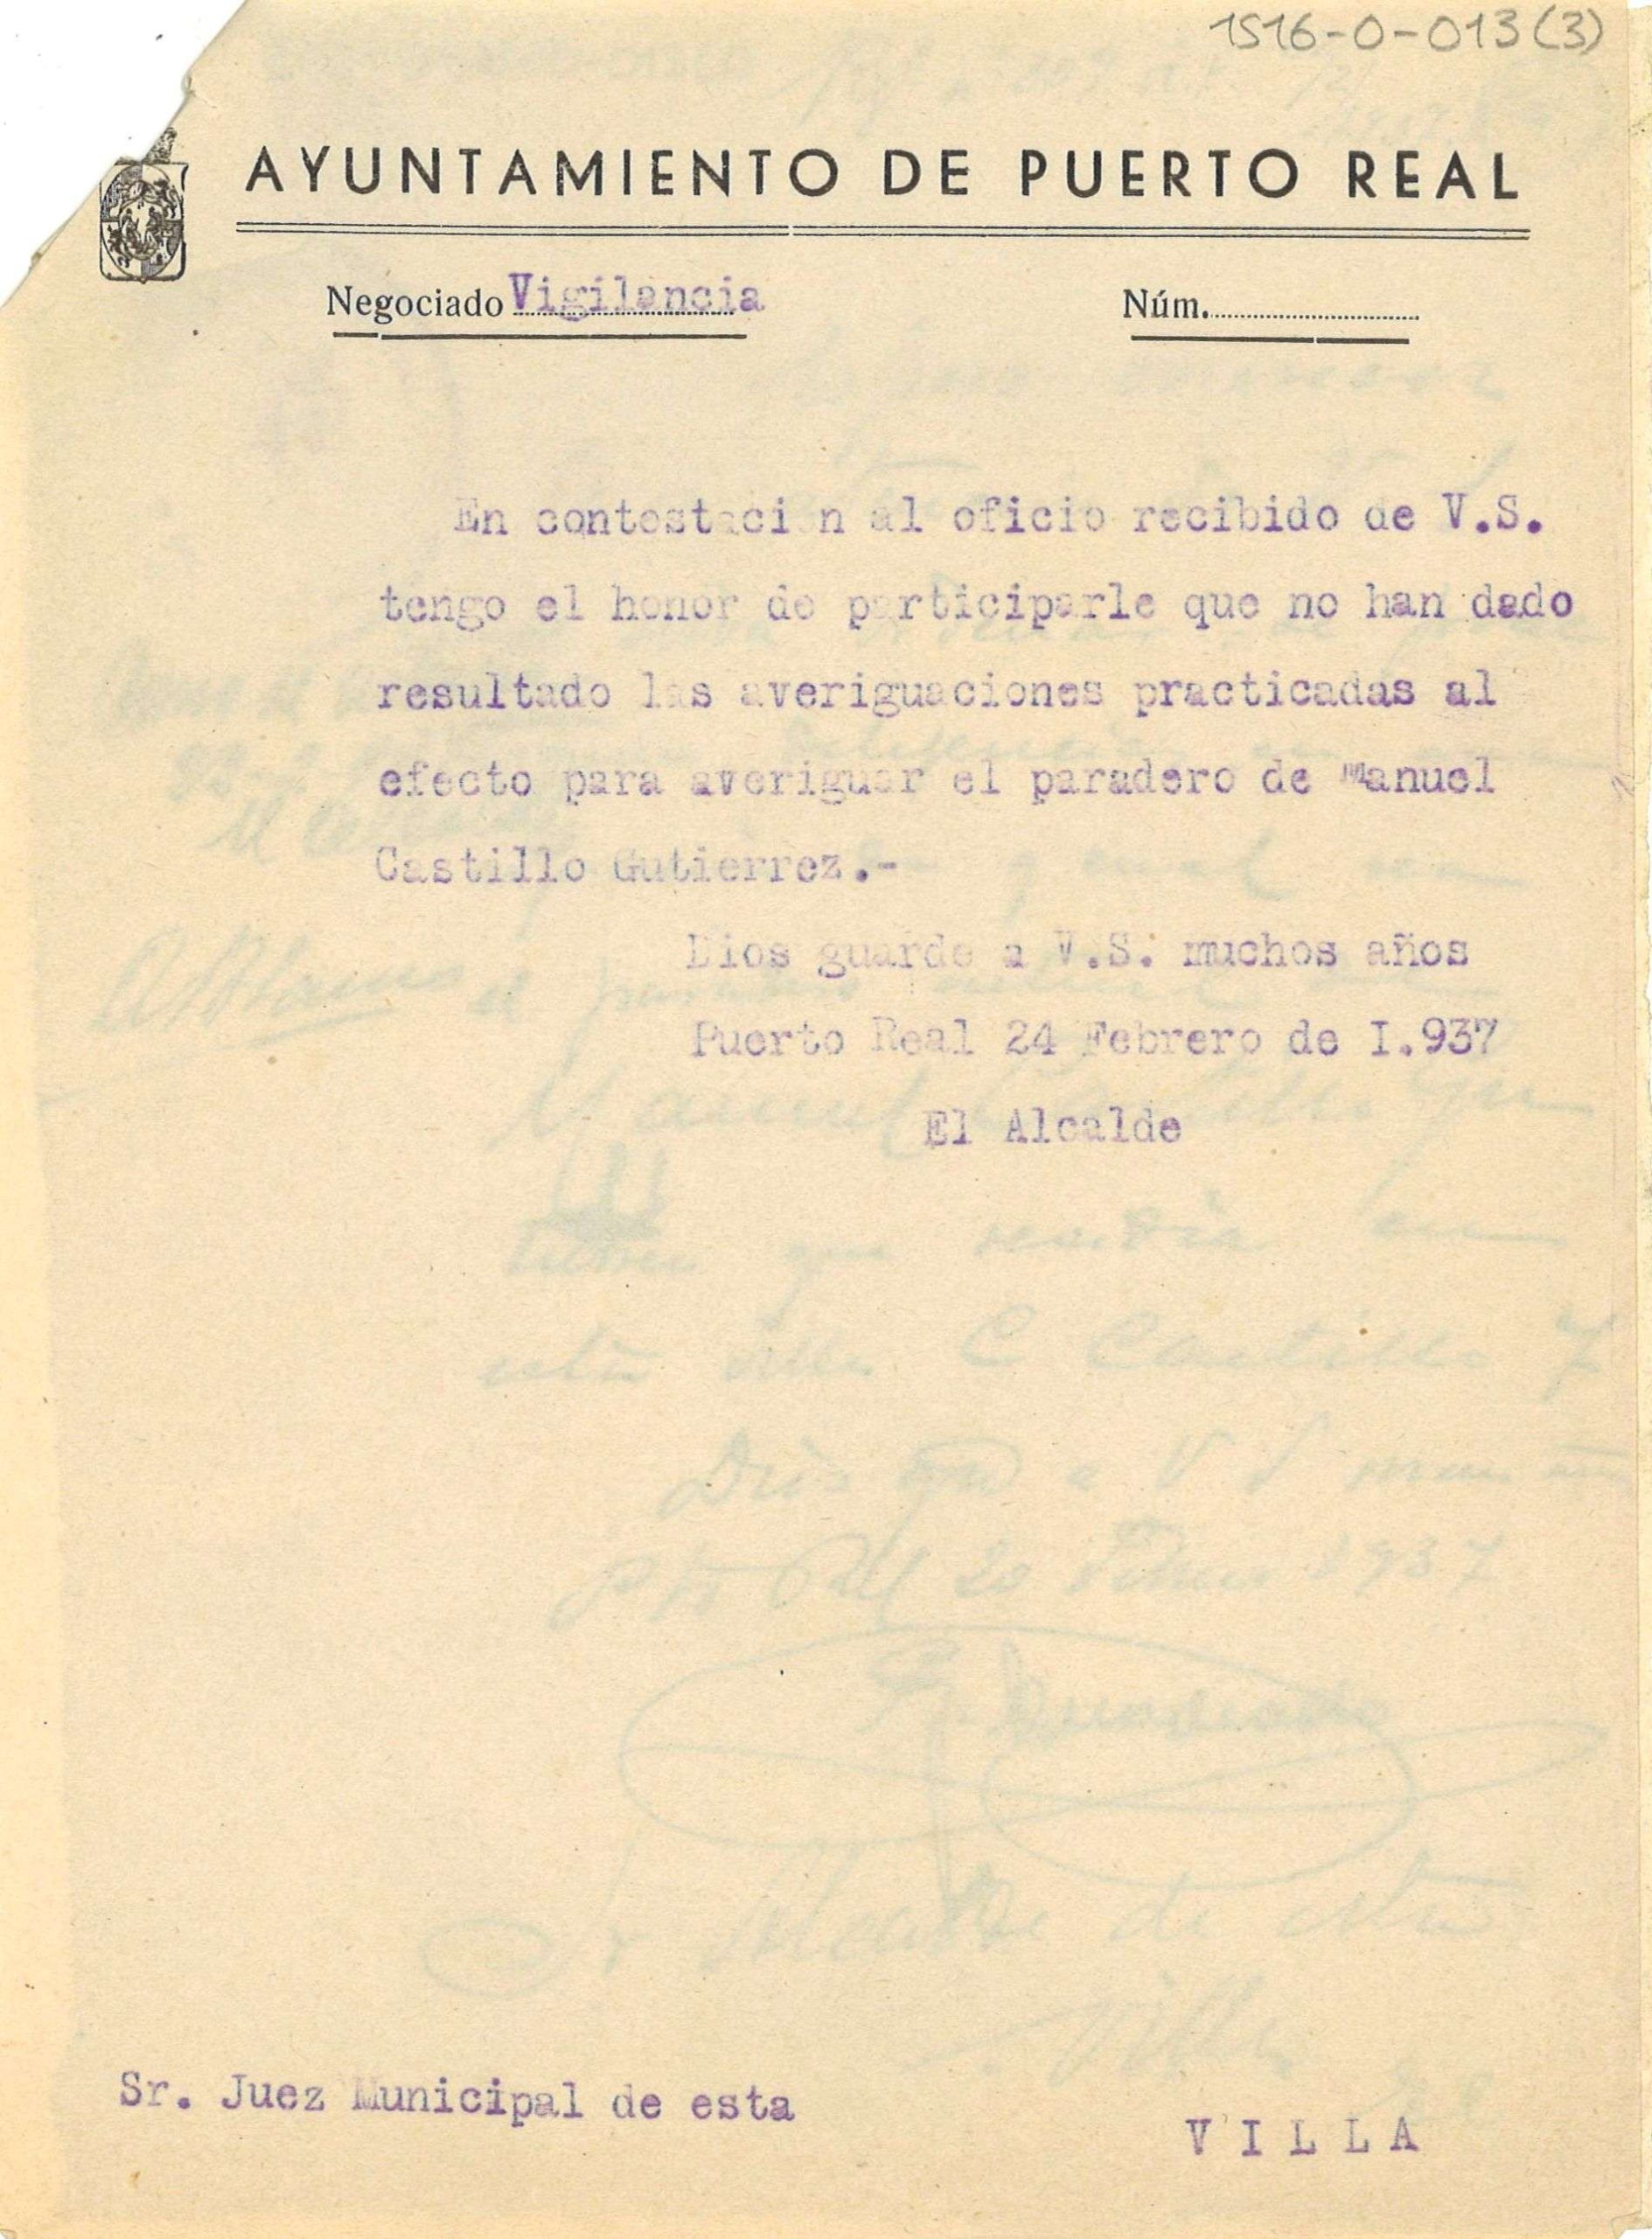 1516-0-013(3)
AYUNTAMIENTO DE PUERTO REAL
Negociado Vigilancia
Núm.
En contestación al oficio recibido de V.S.
tengo el honor de participarle que no han dado
resultado las averiguaciones practicadas al
efecto para averiguar el paradero de Manuel
Castillo Gutierrez.-
Dios guarde a V.S. muchos años
Puerto Real 24 Febrero de I.937
El Alcalde
Sr. Juez Municipal de esta
VILLA